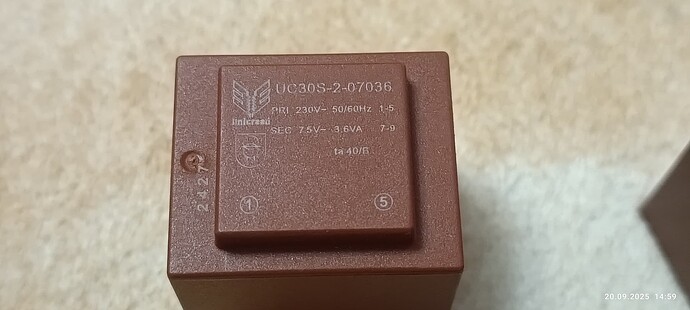 UC30S-2-07036
PRI 230V~ 50/60Hz 1-5
SEC 7.5V~ 3.6VA 7-9
ta 40/B
1
5
20.09.2025 14:59